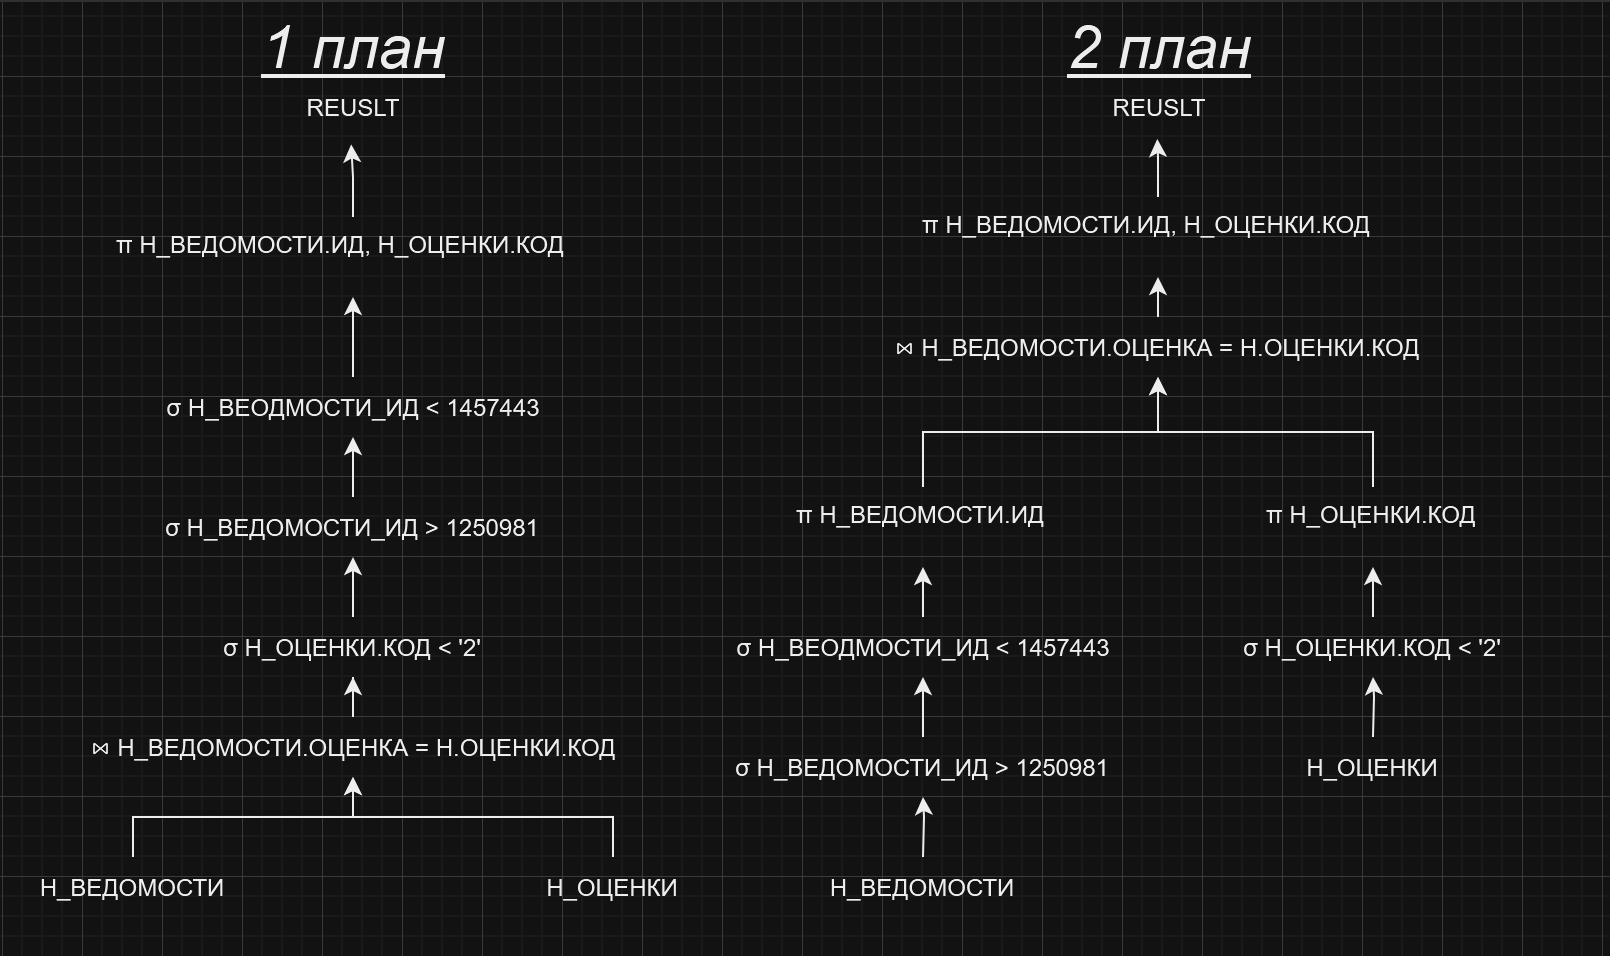 1 план
REUSLT
π Н_ВЕДОМОСТИ.ИД, Н_ОЦЕНКИ.КОД
σ Н_ВЕОДМОСТИ_ИД < 1457443
σ Н_ВЕДОМОСТИ_ИД > 1250981
σ Н_ОЦЕНКИ.КОД < '2'
⋈ Н_ВЕДОМОСТИ.ОЦЕНКА = Н.ОЦЕНКИ.КОД
Н_ВЕДОМОСТИ
Н_ОЦЕНКИ
2 план
REUSLT
π Н_ВЕДОМОСТИ.ИД, Н_ОЦЕНКИ.КОД
⋈ Н_ВЕДОМОСТИ.ОЦЕНКА = Н.ОЦЕНКИ.КОД
π Н_ВЕДОМОСТИ.ИД
π Н_ОЦЕНКИ.КОД
σ Н_ВЕОДМОСТИ_ИД < 1457443
σ Н_ОЦЕНКИ.КОД < '2'
σ Н_ВЕДОМОСТИ_ИД > 1250981
Н_ОЦЕНКИ
Н_ВЕДОМОСТИ